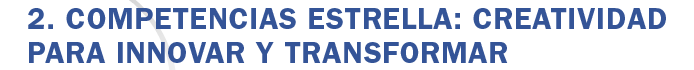 2. COMPETENCIAS ESTRELLA: CREATIVIDAD
PARA INNOVAR Y TRANSFORMAR